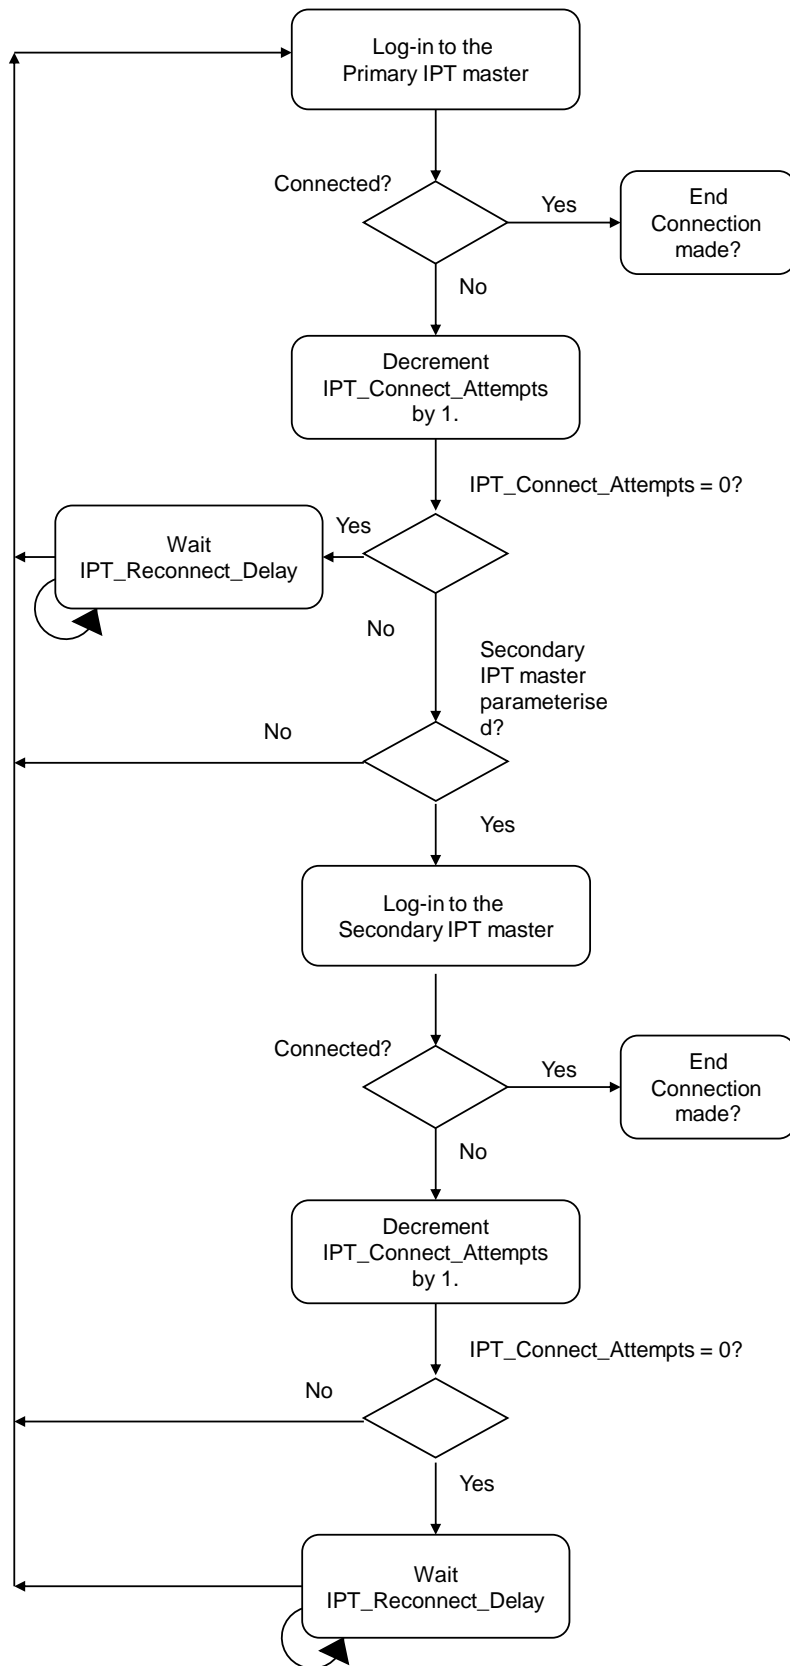 Log-in to the
Primary IPT master
Connected?
Yes
End
Connection
made?
No
Decrement
IPT_Connect_Attempts
by 1.
IPT_Connect_Attempts = 0?
Yes
Wait
IPT_Reconnect_Delay
No
Secondary
IPT master
parameterise
d?
No
Yes
Log-in to the
Secondary IPT master
Connected?
Yes
End
Connection
made?
No
Decrement
IPT_Connect_Attempts
by 1.
IPT_Connect_Attempts = 0?
No
Yes
Wait
IPT_Reconnect_Delay